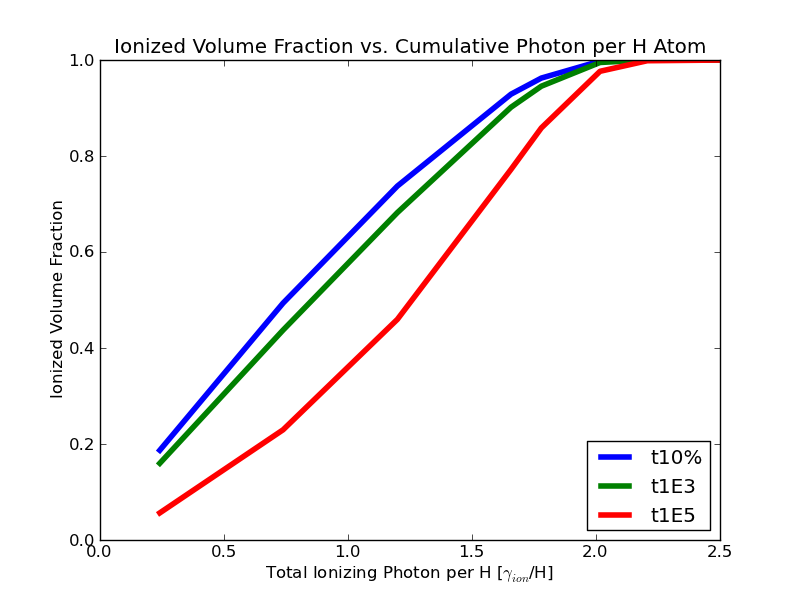 Ionized Volume Fraction vs. Cumulative Photon per H Atom
1.0
0.8
0.6
0.4
0.2
0.0
Ionized Volume Fraction
t10%
t1E3
t1E5
0.0 0.5 1.0 1.5 2.0 2.5
Total Ionizing Photon per H [γion/H]